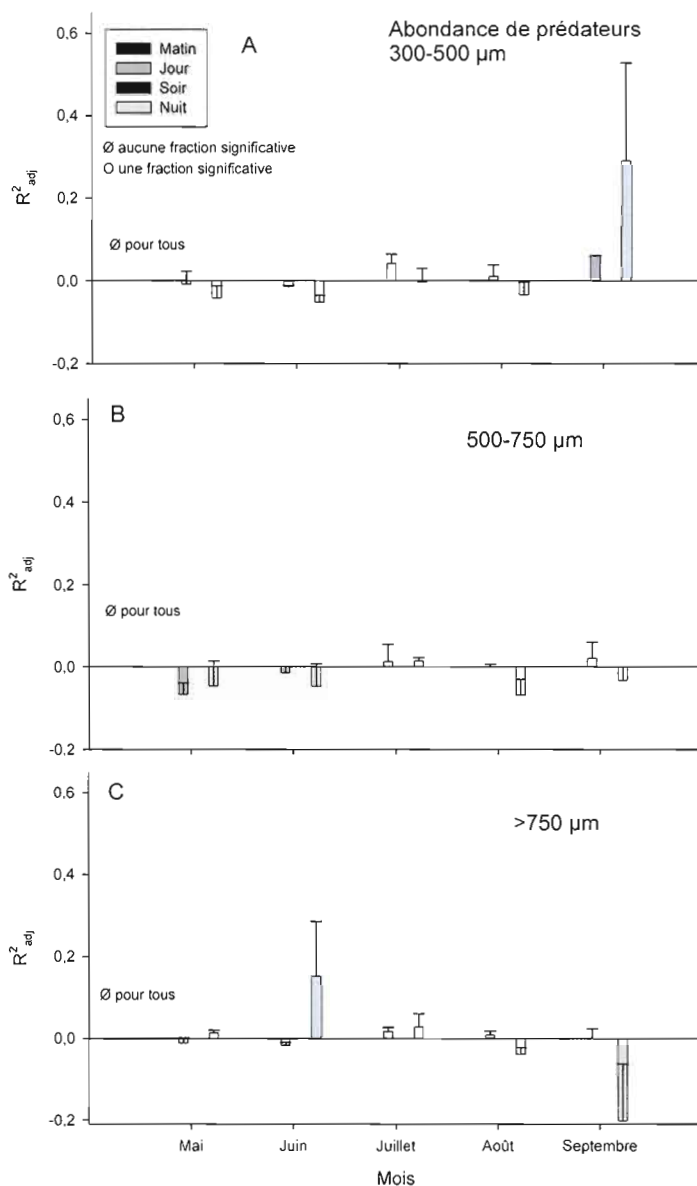 A
Abondance de prédateurs
300-500 µm
Matin
Jour
Soir
Nuit
Ø aucune fraction significative
O une fraction significative
Ø pour tous
0,6
0,4
0,2
0,0
-0,2
R²adj
B
500-750 µm
Ø pour tous
0,6
0,4
0,2
0,0
-0,2
R²adj
C
>750 µm
Ø pour tous
0,6
0,4
0,2
0,0
-0,2
R²adj
Mai
Juin
Juillet
Août
Septembre
Mois